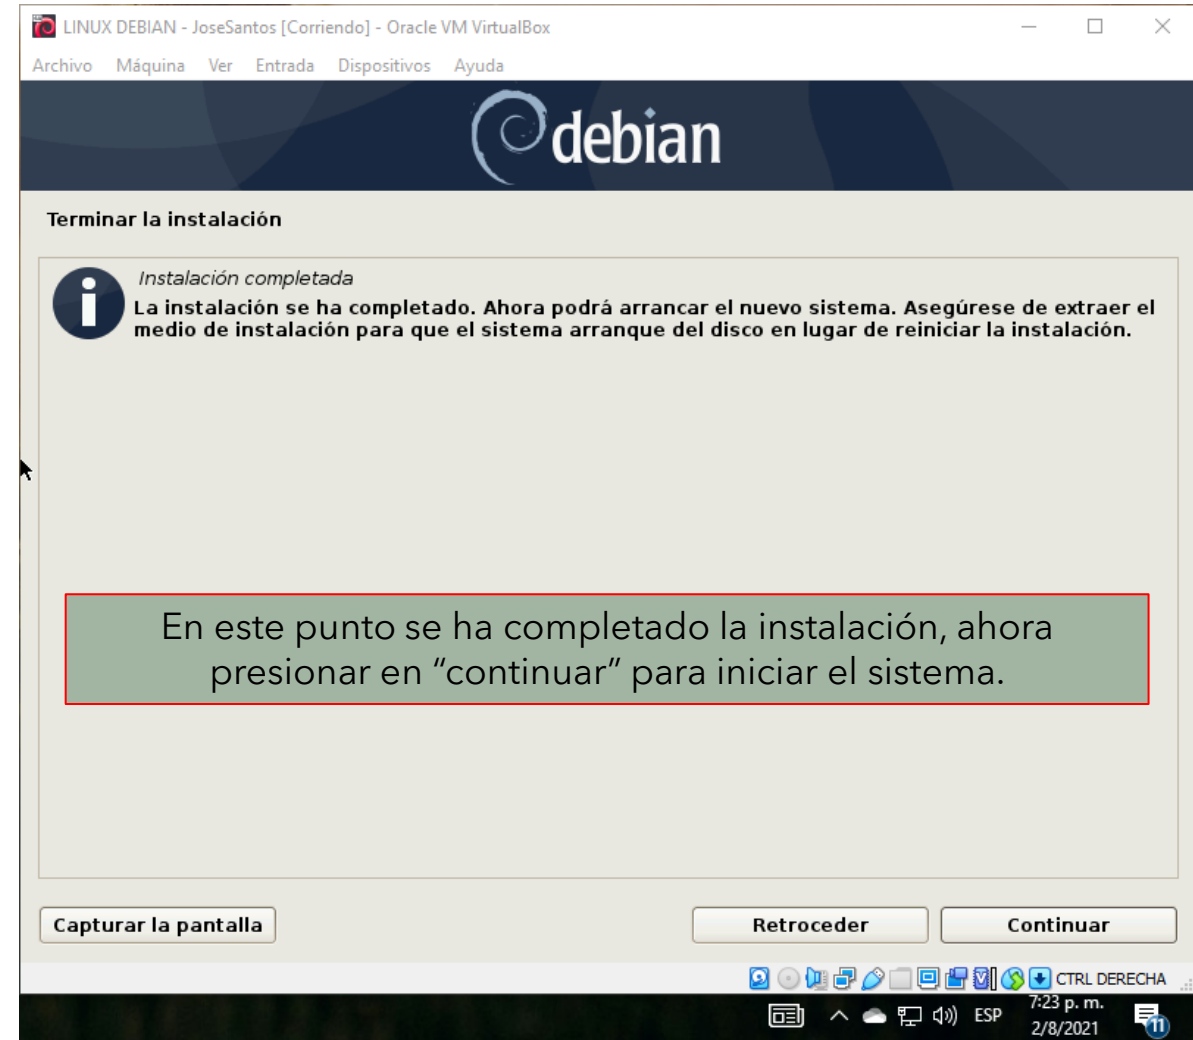 LINUX DEBIAN - JoseSantos [Corriendo] - Oracle VM VirtualBox
Archivo Máquina Ver Entrada Dispositivos Ayuda
debian
Terminar la instalación
Instalación completada
La instalación se ha completado. Ahora podrá arrancar el nuevo sistema. Asegúrese de extraer el
medio de instalación para que el sistema arranque del disco en lugar de reiniciar la instalación.
En este punto se ha completado la instalación, ahora
presionar en “continuar” para iniciar el sistema.
Capturar la pantalla Retroceder Continuar
CTRL DERECHA
ESP
7:23 p. m.
2/8/2021
11